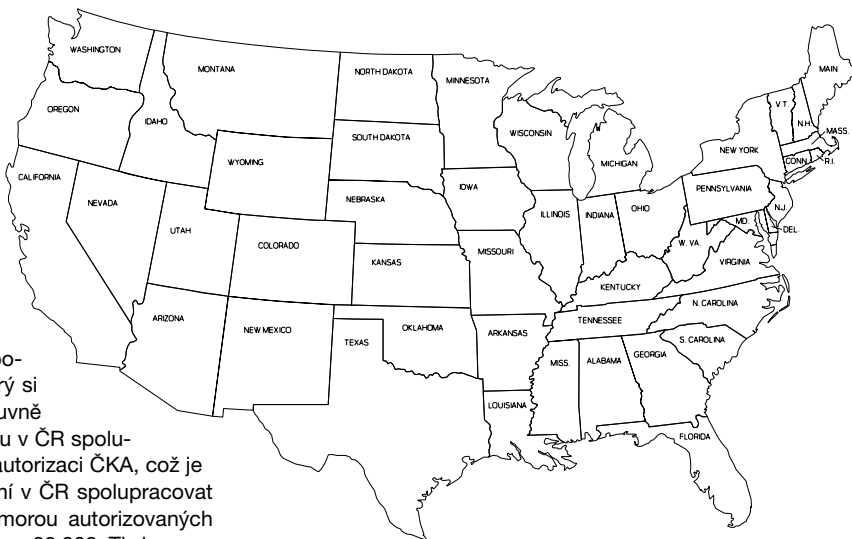 WASHINGTON
MONTANA
NORTH DAKOTA
MINNESOTA
MAIN
OREGON
IDAHO
SOUTH DAKOTA
WISCONSIN
MICHIGAN
NEW YORK
V.T.
N.H.
MASS.
CONN.
R.I.
CALIFORNIA
NEVADA
WYOMING
NEBRASKA
IOWA
ILLINOIS
INDIANA
OHIO
PENNSYLVANIA
N.J.
MD.
DEL.
UTAH
COLORADO
KANSAS
MISSOURI
W. VA.
VIRGINIA
KENTUCKY
ARIZONA
NEW MEXICO
TEXAS
OKLAHOMA
ARKANSAS
TENNESSEE
N. CAROLINA
S. CAROLINA
MISS.
ALABAMA
GEORGIA
LOUISIANA
FLORIDA
po-
rý si
uvně
u v ČR spolu-
autorizaci ČKA, což je
ní v ČR spolupracovat
morou autorizovaných